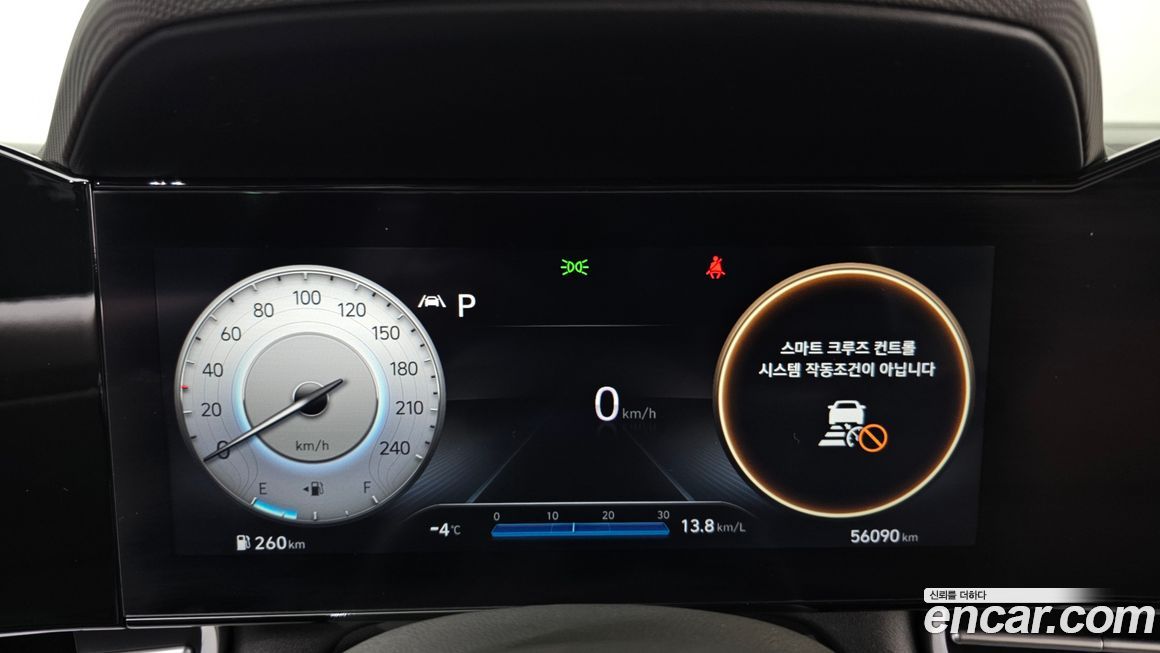 100
80
120
60
150
40
180
20
210
0
240
km/h
E
F
260 km
P
0 km/h
-4℃
0 10 20 30
13.8 km/L
스마트 크루즈 컨트롤
시스템 작동조건이 아닙니다
56090 km
신뢰를 더하다
encar.com